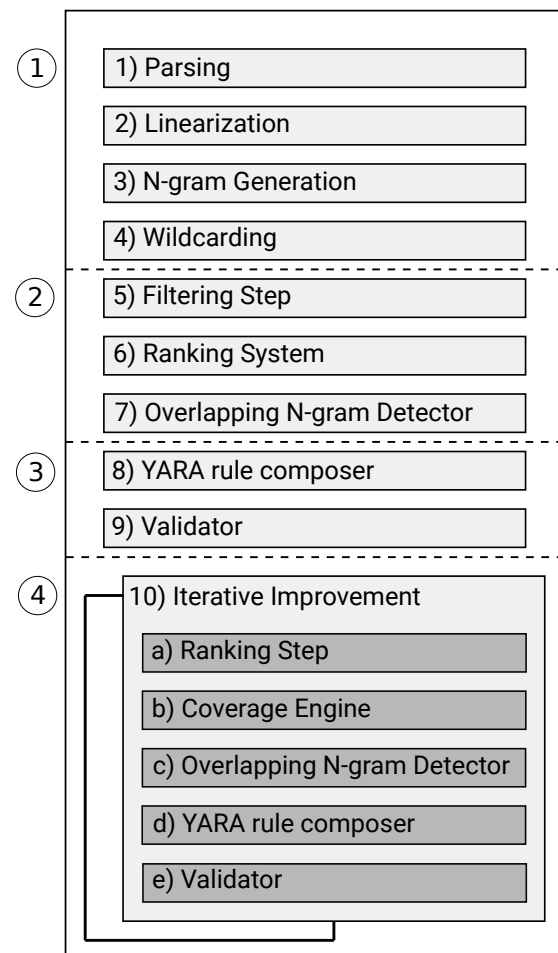 1
1) Parsing
2) Linearization
3) N-gram Generation
4) Wildcarding
2
5) Filtering Step
6) Ranking System
7) Overlapping N-gram Detector
3
8) YARA rule composer
9) Validator
4
10) Iterative Improvement
a) Ranking Step
b) Coverage Engine
c) Overlapping N-gram Detector
d) YARA rule composer
e) Validator